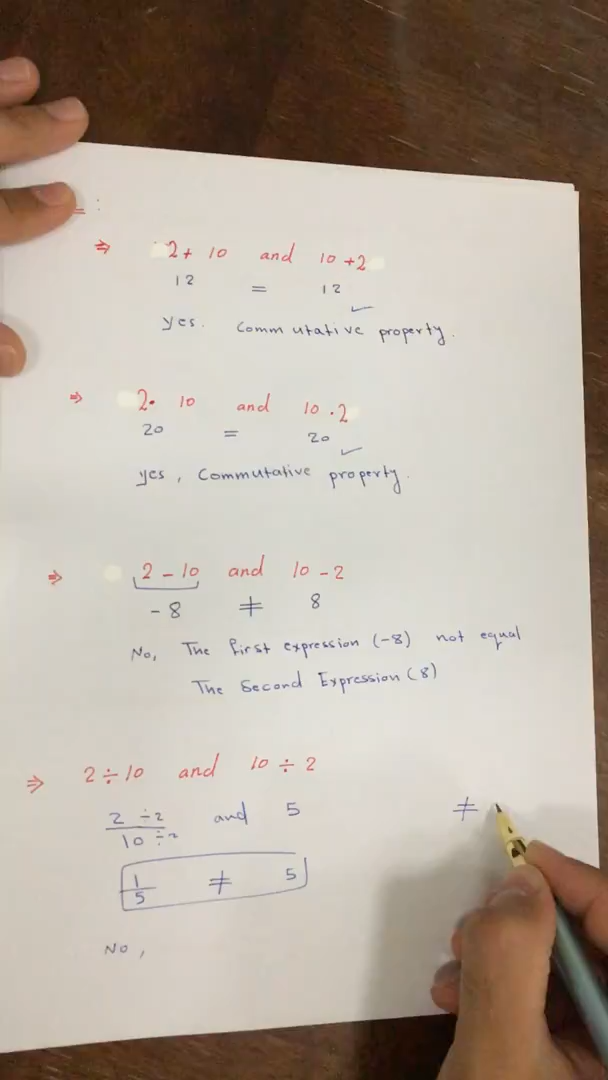 =:
⇒ 2 + 10 and 10 + 2
12 = 12
✓
yes. Commutative property.
⇒ 2 • 10 and 10 . 2
20 = 20
✓
yes, Commutative property.
⇒ 2 - 10 and 10 - 2
-8 ≠ 8
No, The first expression (-8) not equal
The Second Expression (8)
⇒ 2 ÷ 10 and 10 ÷ 2
2 ÷2 / 10 ÷2 and 5
≠
1/5 ≠ 5
No,